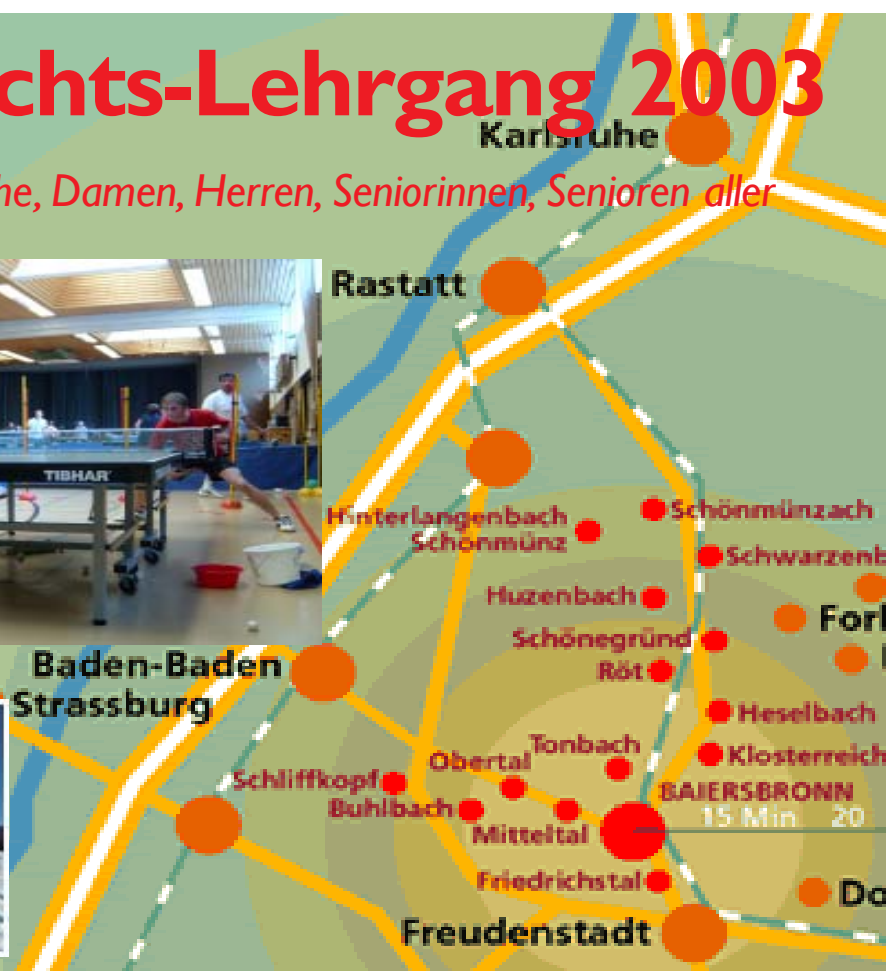 chts-Lehrgang 2003
Karlsruhe
he, Damen, Herren, Seniorinnen, Senioren aller
Rastatt
TIBHAR
Hinterlangenbach
Schönmünz
Schönmünzach
Schwarzenb
Huzenbach
Forl
Schönegründ
Röt
Baden-Baden
Strassburg
Heselbach
Tonbach
Obertal
Klosterreich
Schliffkopf
Buhlbach
BAIERSBRONN
15 Min 20
Mitteltal
Friedrichstal
Do
Freudenstadt